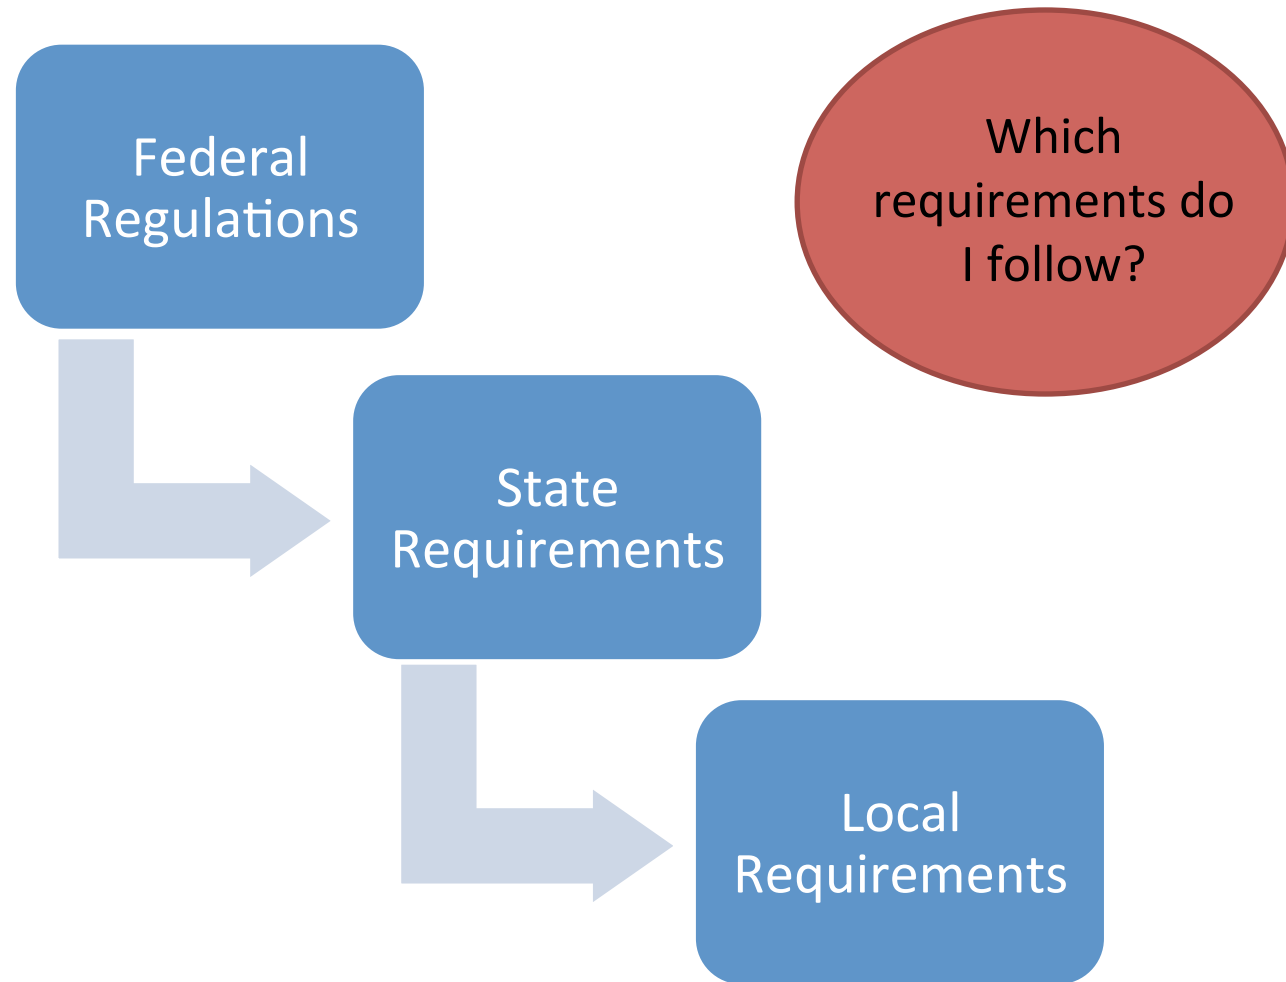 Federal
Regulations
Which
requirements do
I follow?
State
Requirements
Local
Requirements